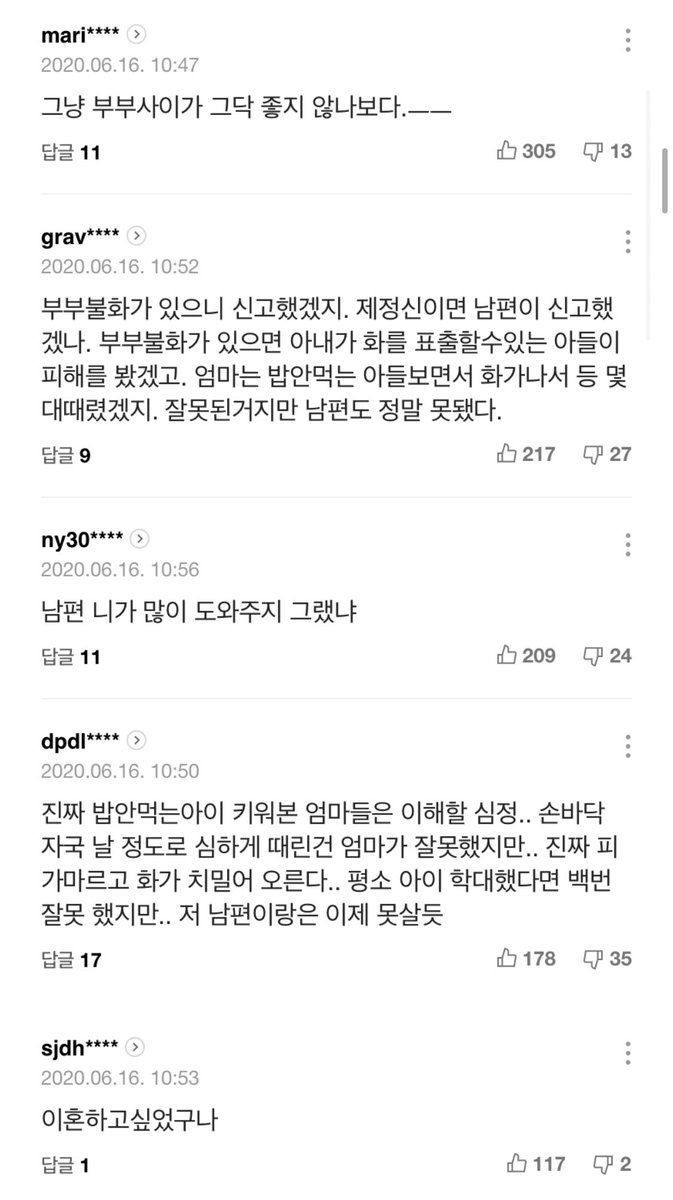 mari****
2020.06.16. 10:47
그냥 부부사이가 그닥 좋지 않나보다.ㅡㅡ
답글 11 305 13
grav****
2020.06.16. 10:52
부부불화가 있으니 신고했겠지. 제정신이면 남편이 신고했
겠나. 부부불화가 있으면 아내가 화를 표출할수있는 아들이
피해를 봤겠고. 엄마는 밥안먹는 아들보면서 화가나서 등 몇
대때렸겠지. 잘못된거지만 남편도 정말 못됐다.
답글 9 217 27
ny30****
2020.06.16. 10:56
남편 니가 많이 도와주지 그랬냐
답글 11 209 24
dpdl****
2020.06.16. 10:50
진짜 밥안먹는아이 키워본 엄마들은 이해할 심정.. 손바닥
자국 날 정도로 심하게 때린건 엄마가 잘못했지만.. 진짜 피
가마르고 화가 치밀어 오른다.. 평소 아이 학대했다면 백번
잘못 했지만.. 저 남편이랑은 이제 못살듯
답글 17 178 35
sjdh****
2020.06.16. 10:53
이혼하고싶었구나
답글 1 117 2